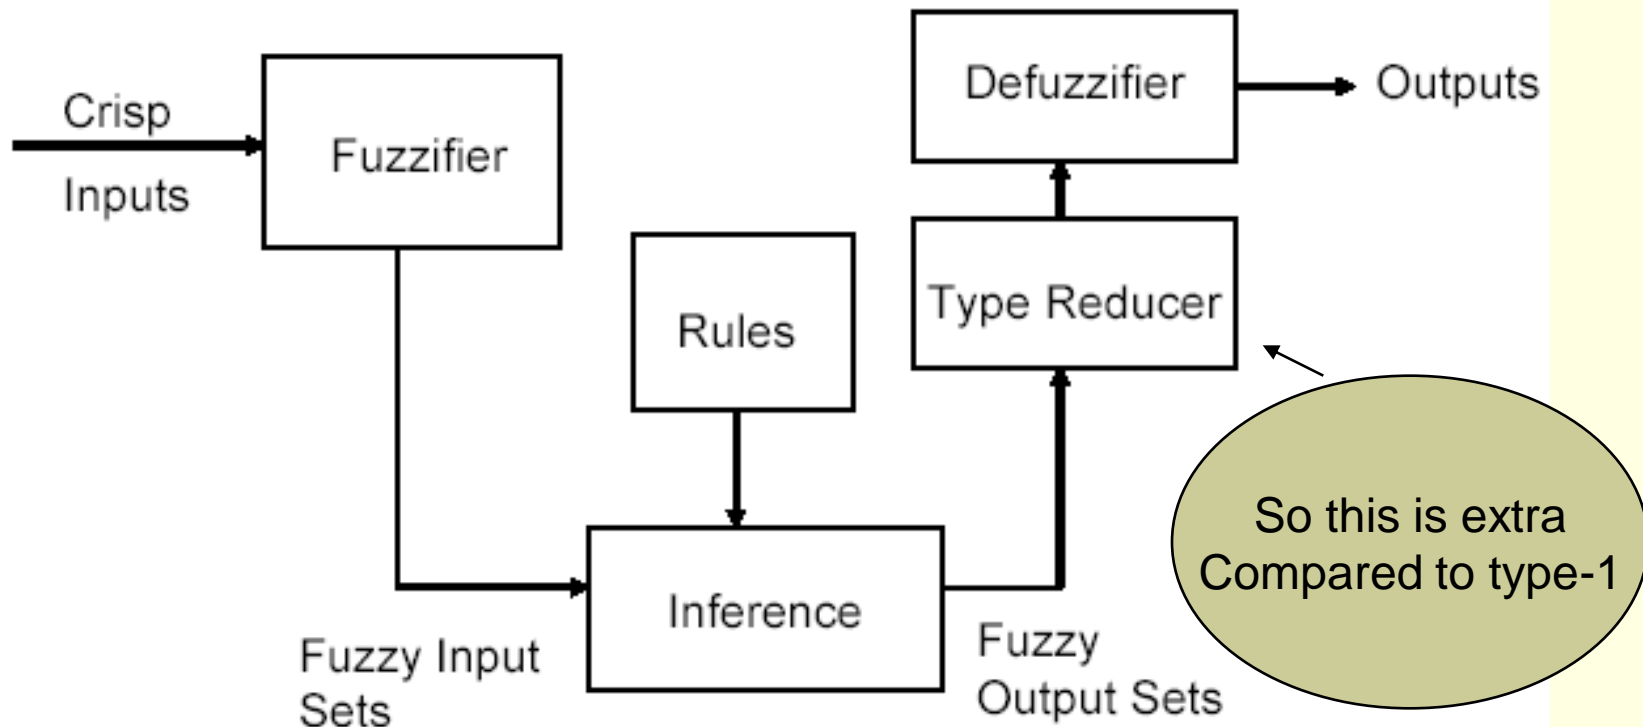 Crisp
Inputs
Fuzzifier
Rules
Fuzzy Input
Sets
Inference
Fuzzy
Output Sets
Type Reducer
Defuzzifier
Outputs
So this is extra
Compared to type-1